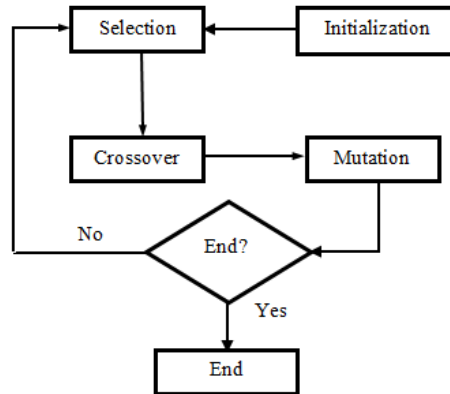 Selection
Initialization
Crossover
Mutation
End?
No
Yes
End